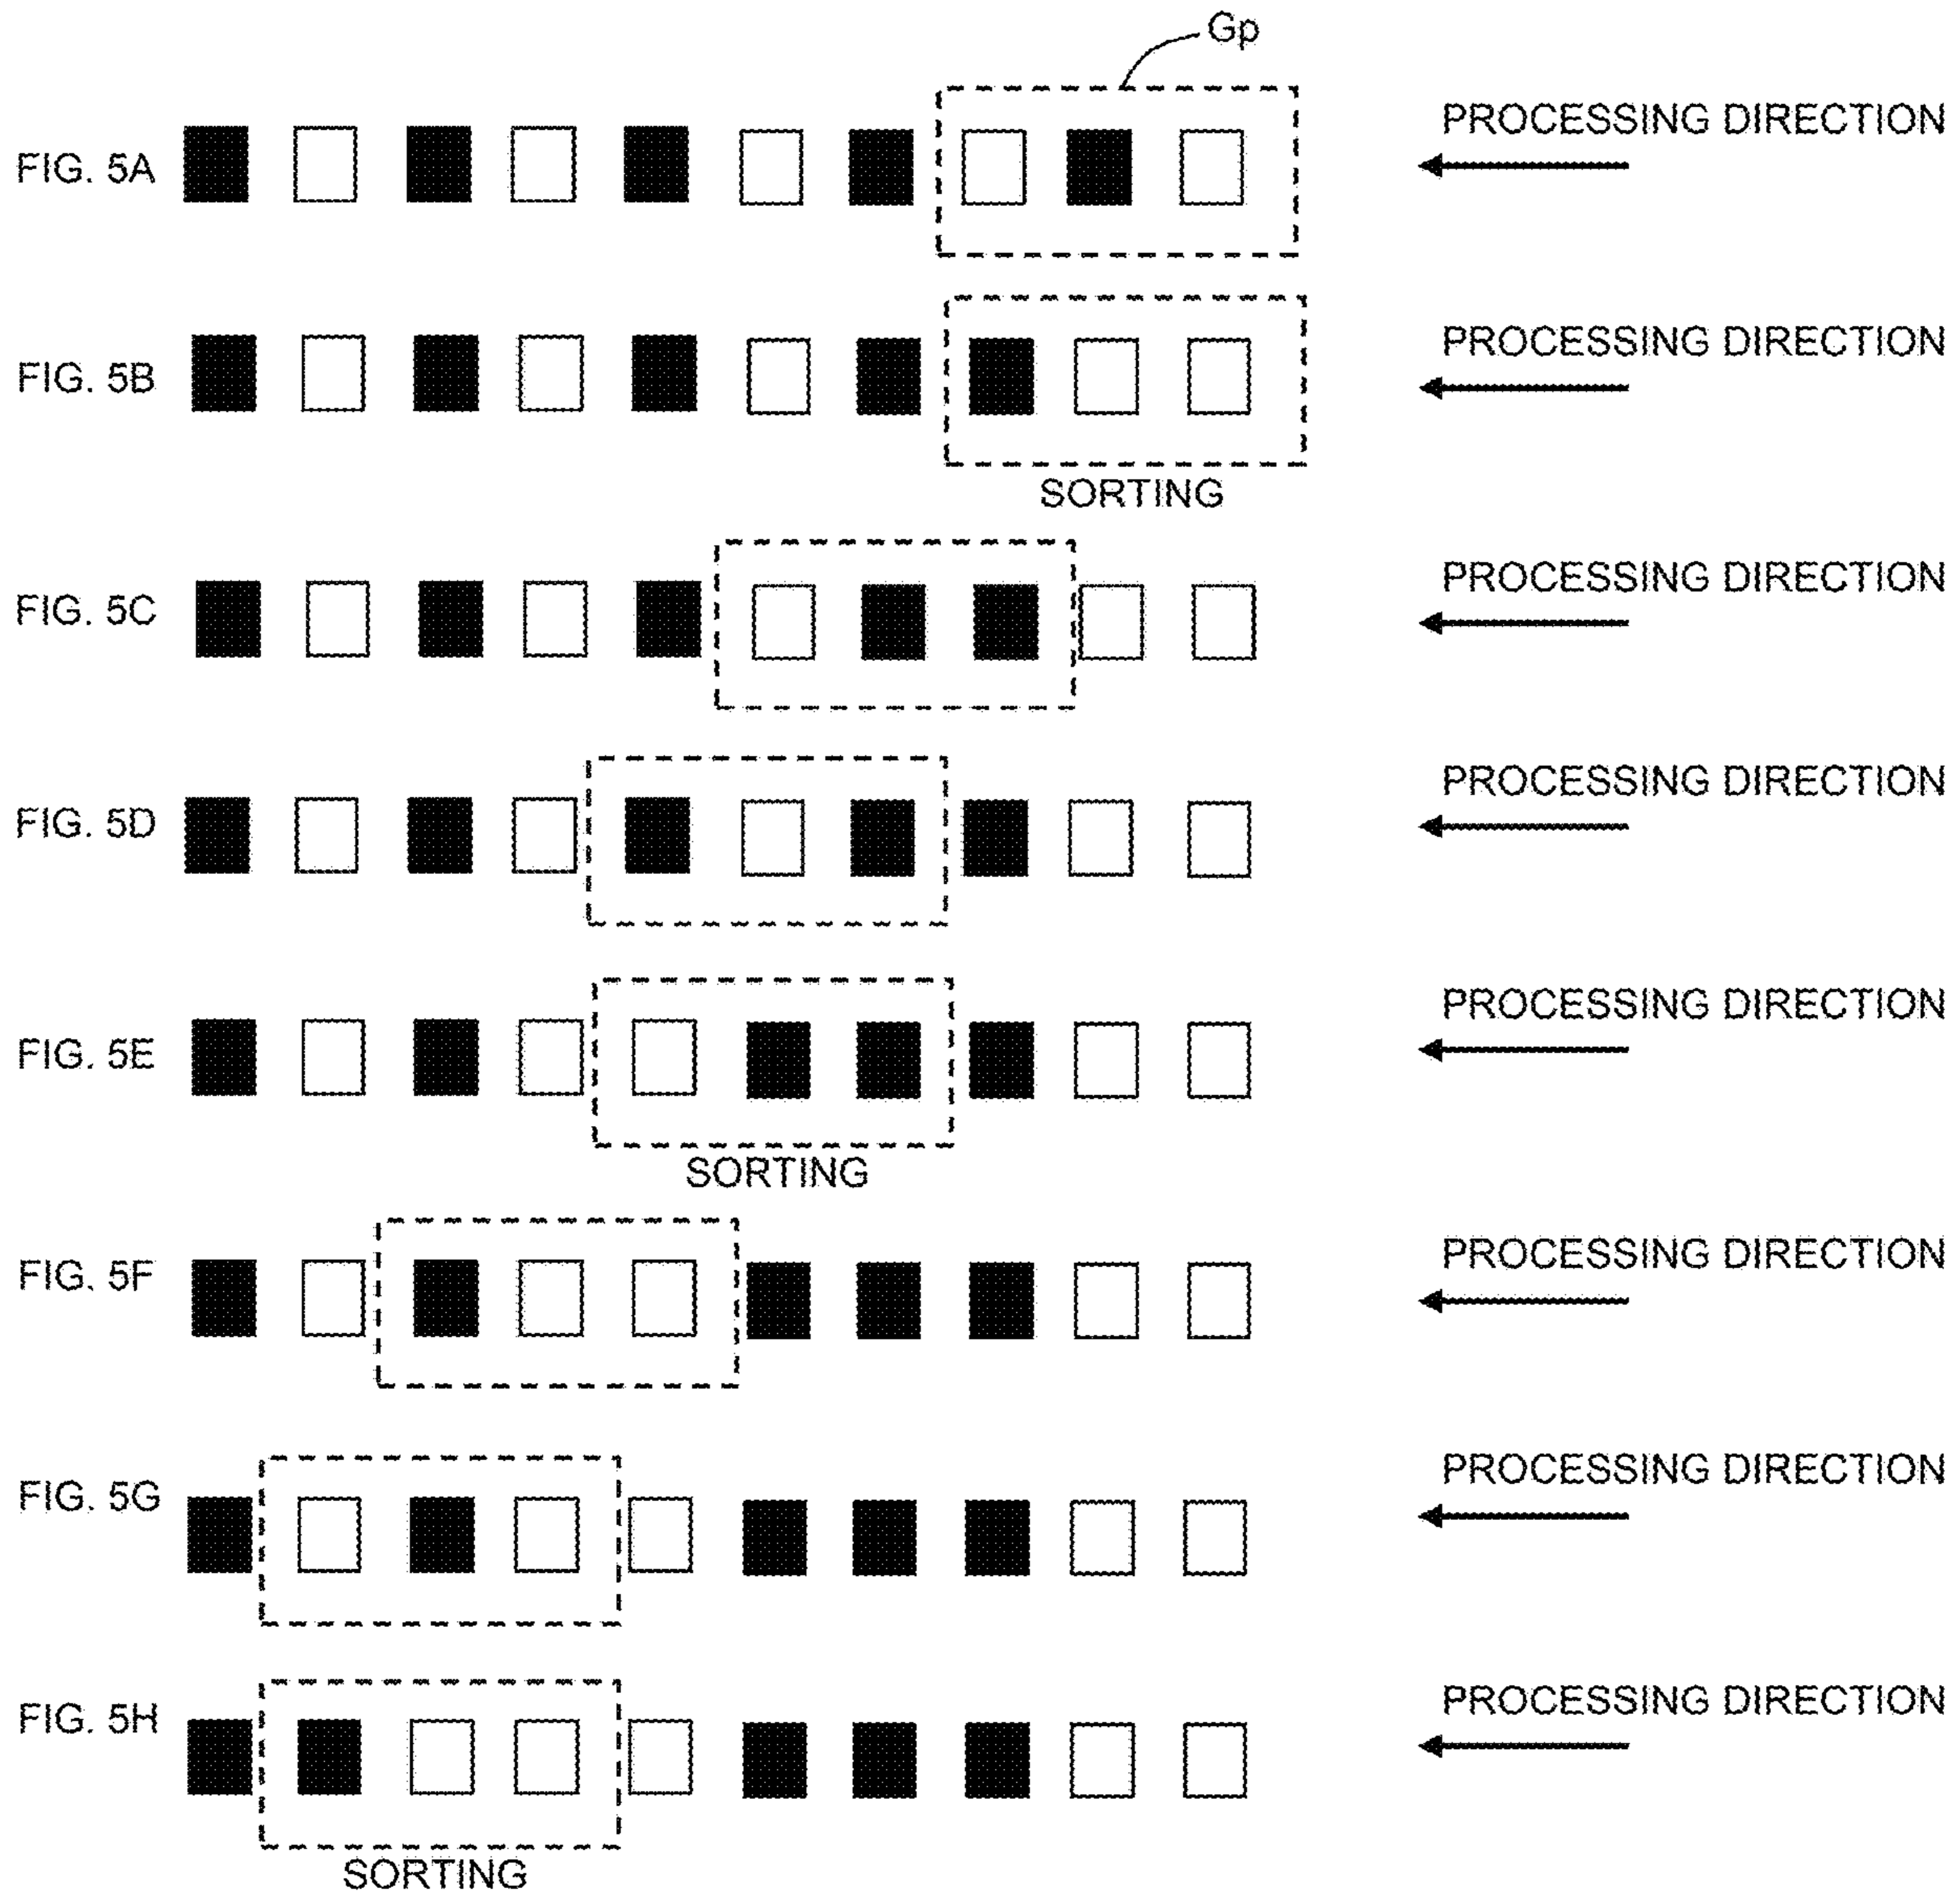 Gp
FIG. 5A
PROCESSING DIRECTION
FIG. 5B
PROCESSING DIRECTION
SORTING
FIG. 5C
PROCESSING DIRECTION
FIG. 5D
PROCESSING DIRECTION
FIG. 5E
PROCESSING DIRECTION
SORTING
FIG. 5F
PROCESSING DIRECTION
FIG. 5G
PROCESSING DIRECTION
FIG. 5H
PROCESSING DIRECTION
SORTING